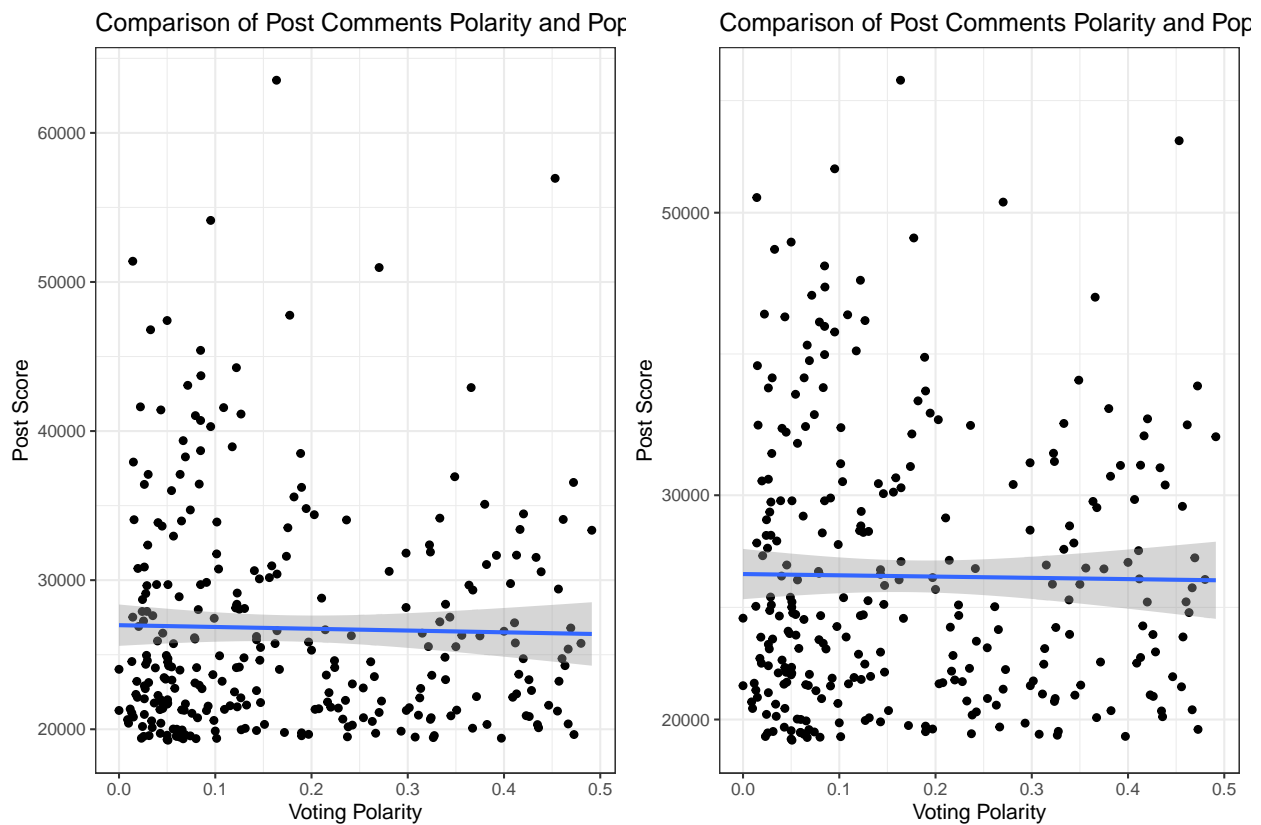 Comparison of Post Comments Polarity and Pop
Post Score
60000
50000
40000
30000
20000
0.0 0.1 0.2 0.3 0.4 0.5
Voting Polarity
Comparison of Post Comments Polarity and Pop
Post Score
50000
30000
20000
0.0 0.1 0.2 0.3 0.4 0.5
Voting Polarity